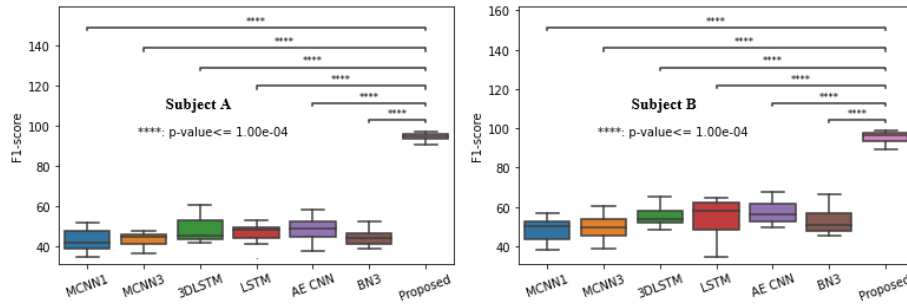 ****
****
****
****
****
****
Subject A
****: p-value<= 1.00e-04
F1-score
140
120
100
80
60
40
MCNN1
MCNN3
3DLSTM
LSTM
AE CNN
BN3
Proposed
****
****
****
****
****
****
Subject B
****: p-value<= 1.00e-04
F1-score
160
140
120
100
80
60
40
MCNN1
MCNN3
3DLSTM
LSTM
AE CNN
BN3
Proposed